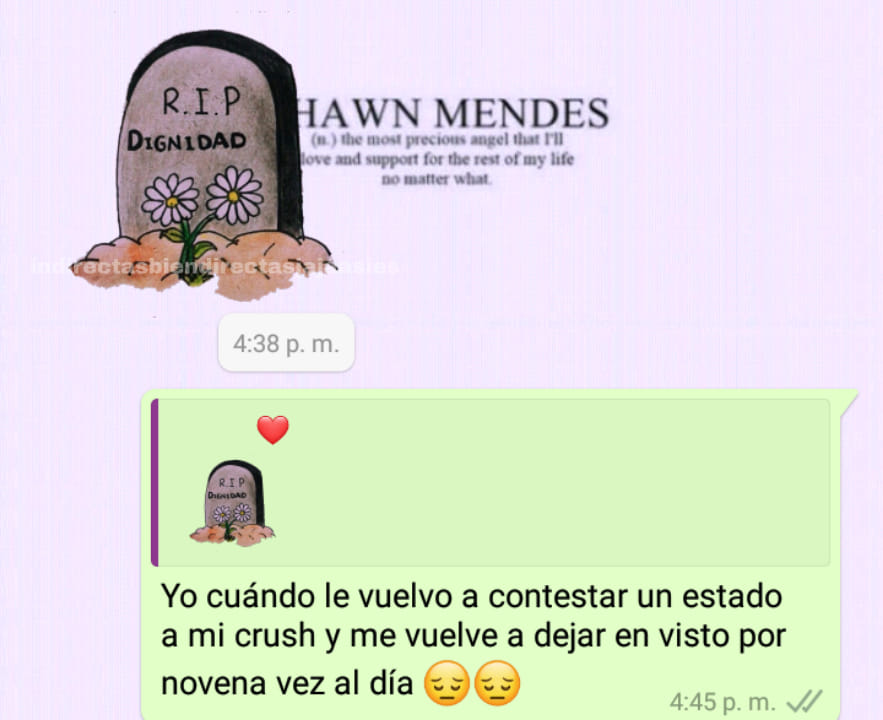 R.I.P
DIGNIDAD
HAWN MENDES
(n.) the most precious angel that I'll
love and support for the rest of my life
no matter what.
4:38 p. m.
R.I.P
DIGNIDAD
Yo cuándo le vuelvo a contestar un estado
a mi crush y me vuelve a dejar en visto por
novena vez al día 😔😔
4:45 p. m.